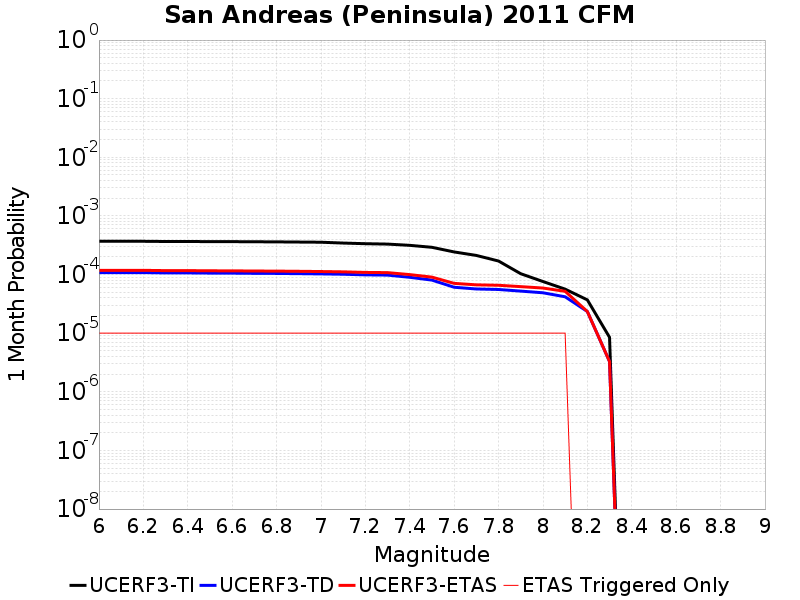 San Andreas (Peninsula) 2011 CFM
10^0
10^-1
10^-2
10^-3
10^-4
10^-5
10^-6
10^-7
10^-8
1 Month Probability
6 6.2 6.4 6.6 6.8 7 7.2 7.4 7.6 7.8 8 8.2 8.4 8.6 8.8 9
Magnitude
UCERF3-TI UCERF3-TD UCERF3-ETAS ETAS Triggered Only